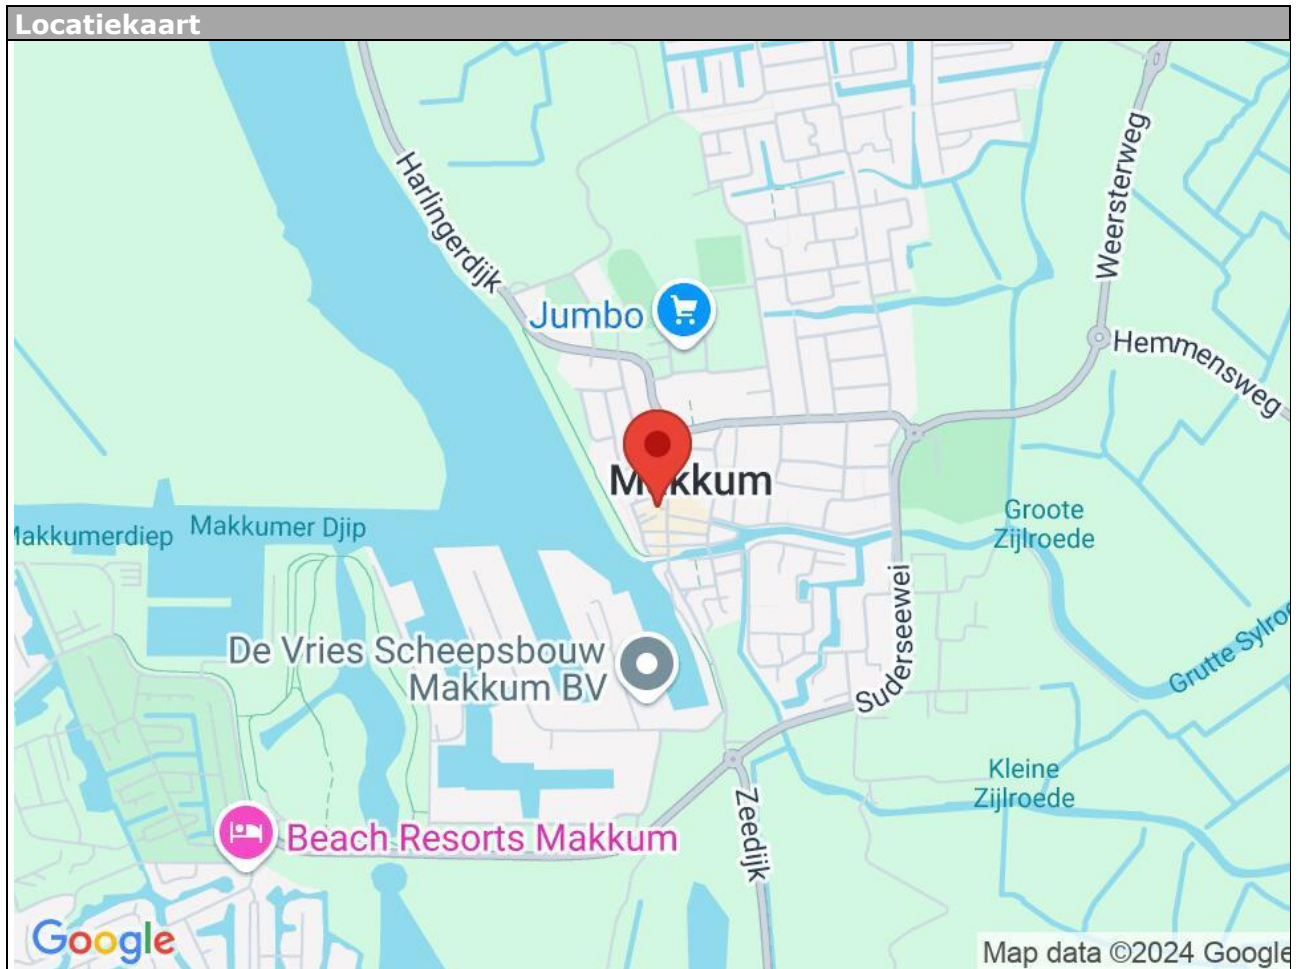 Locatiekaart
Harlingerdijk
Weersterweg
Jumbo
Hemmensweg
Makkum
Makkumerdiep
Makkumer Djip
Groote
Zijlroede
Suderseewei
De Vries Scheepsbouw
Makkum BV
Grutte Sylroe
Kleine
Zijlroede
Zeedijk
Beach Resorts Makkum
Google
Map data ©2024 Google